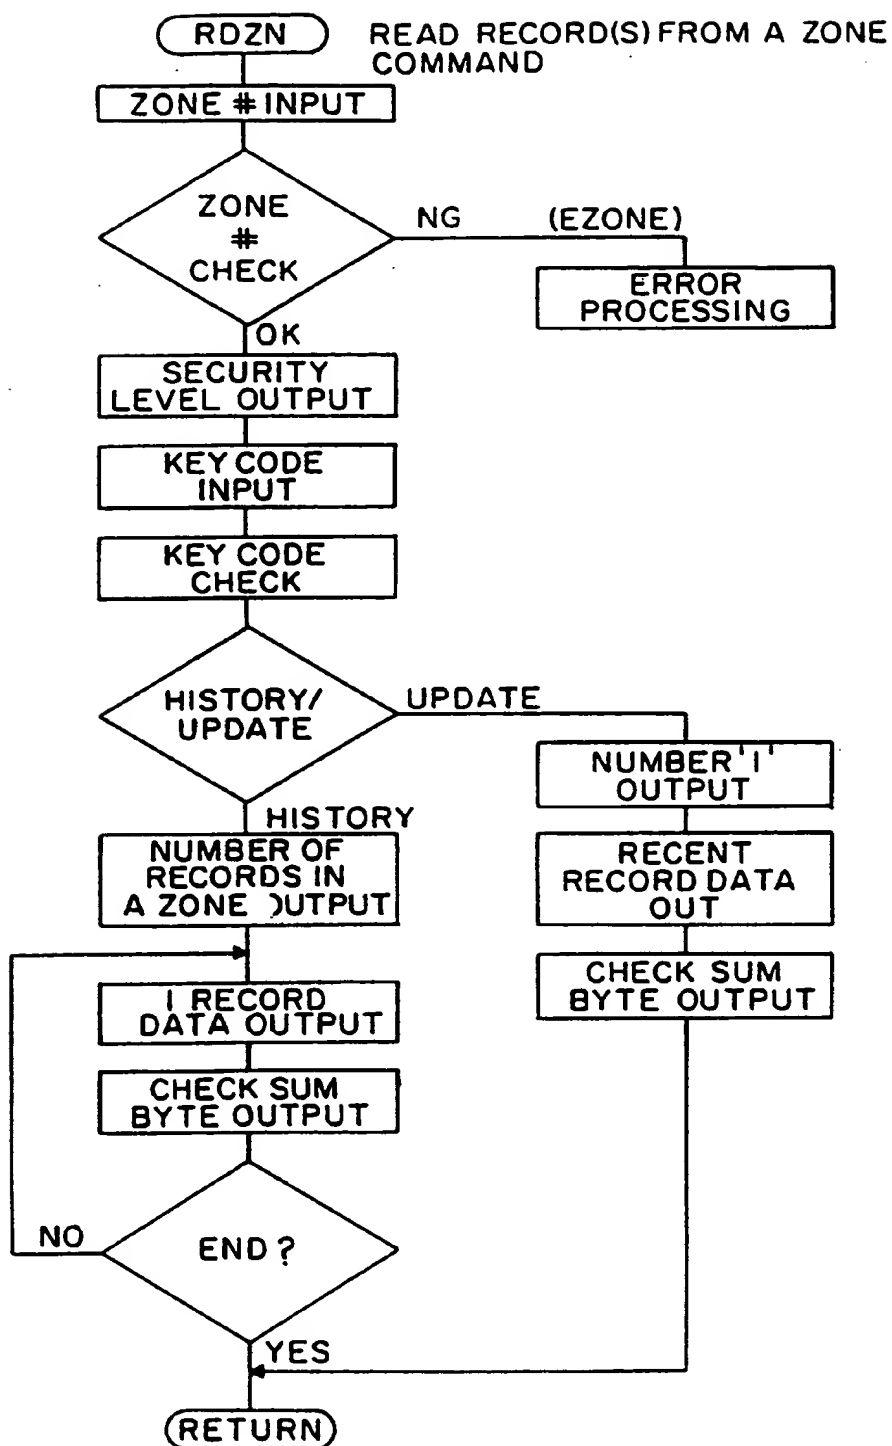 RDZN
READ RECORD(S) FROM A ZONE
COMMAND
ZONE # INPUT
ZONE
#
CHECK
NG
(EZONE)
ERROR
PROCESSING
OK
SECURITY
LEVEL OUTPUT
KEY CODE
INPUT
KEY CODE
CHECK
HISTORY/
UPDATE
UPDATE
NUMBER '1'
OUTPUT
RECENT
RECORD DATA
OUT
CHECK SUM
BYTE OUTPUT
HISTORY
NUMBER OF
RECORDS IN
A ZONE OUTPUT
1 RECORD
DATA OUTPUT
CHECK SUM
BYTE OUTPUT
END ?
NO
YES
RETURN